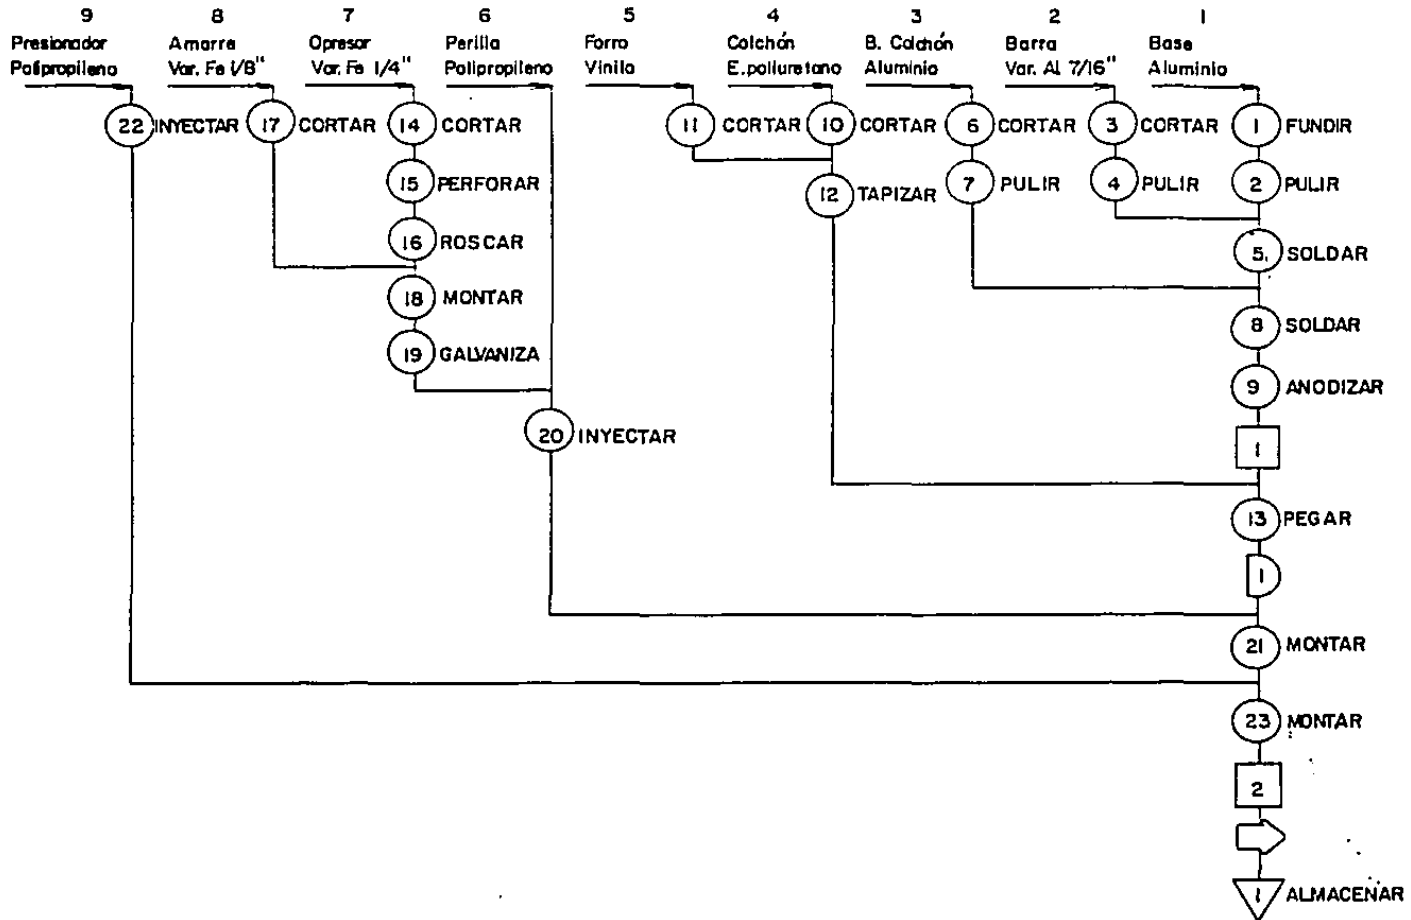 9 8 7 6 5 4 3 2 1
Presionador Amarra Opresor Perilla Forro Colchón B. Colchón Barra Base
Polipropileno Var. Fe 1/8" Var. Fe 1/4" Polipropileno Vinilo E.poliuretano Aluminio Var. Al 7/16" Aluminio
22 INYECTAR 17 CORTAR 14 CORTAR 11 CORTAR 10 CORTAR 6 CORTAR 3 CORTAR 1 FUNDIR
15 PERFORAR 12 TAPIZAR 7 PULIR 4 PULIR 2 PULIR
16 ROSCAR 5. SOLDAR
18 MONTAR 8 SOLDAR
19 GALVANIZA 9 ANODIZAR
20 INYECTAR 1
13 PEGAR
1
21 MONTAR
23 MONTAR
2
1 ALMACENAR